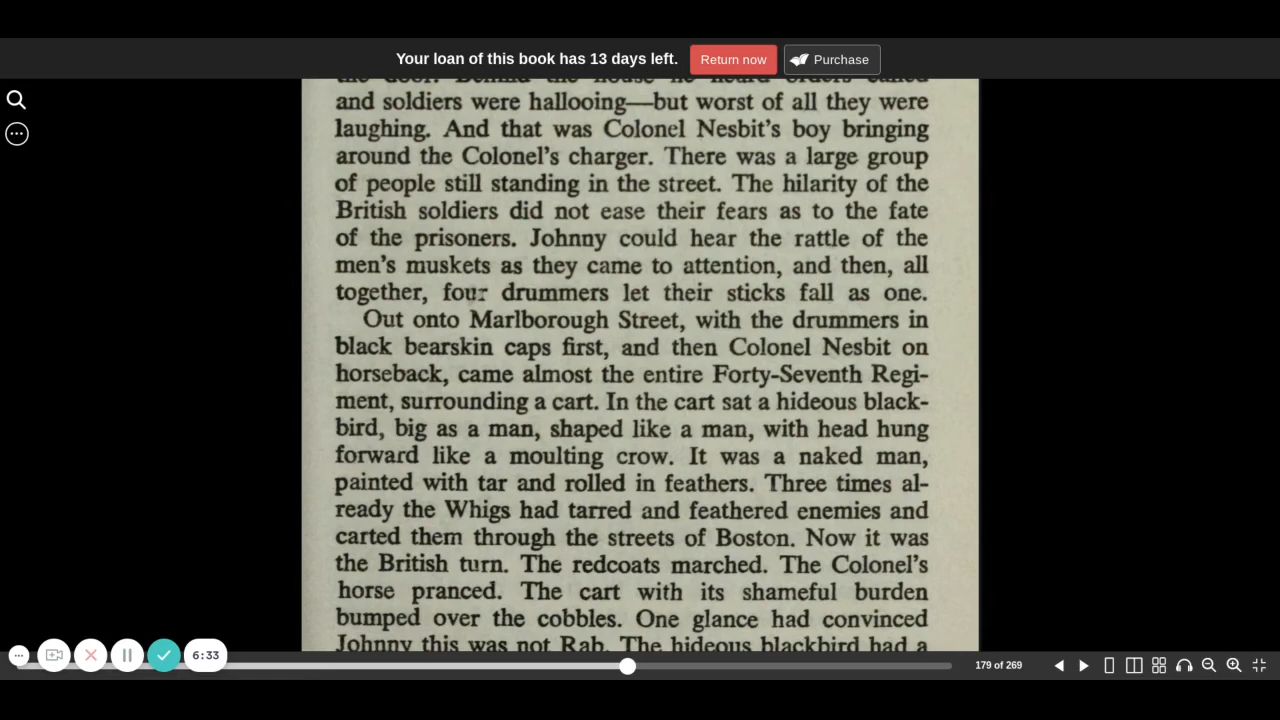 Your loan of this book has 13 days left.
Return now
Purchase
the door. Behind the house he heard orders called
and soldiers were hallooing—but worst of all they were
laughing. And that was Colonel Nesbit's boy bringing
around the Colonel's charger. There was a large group
of people still standing in the street. The hilarity of the
British soldiers did not ease their fears as to the fate
of the prisoners. Johnny could hear the rattle of the
men's muskets as they came to attention, and then, all
together, four drummers let their sticks fall as one.
Out onto Marlborough Street, with the drummers in
black bearskin caps first, and then Colonel Nesbit on
horseback, came almost the entire Forty-Seventh Regi-
ment, surrounding a cart. In the cart sat a hideous black-
bird, big as a man, shaped like a man, with head hung
forward like a moulting crow. It was a naked man,
painted with tar and rolled in feathers. Three times al-
ready the Whigs had tarred and feathered enemies and
carted them through the streets of Boston. Now it was
the British turn. The redcoats marched. The Colonel's
horse pranced. The cart with its shameful burden
bumped over the cobbles. One glance had convinced
Johnny this was not Rab. The hideous blackbird had a
6:33
179 of 269